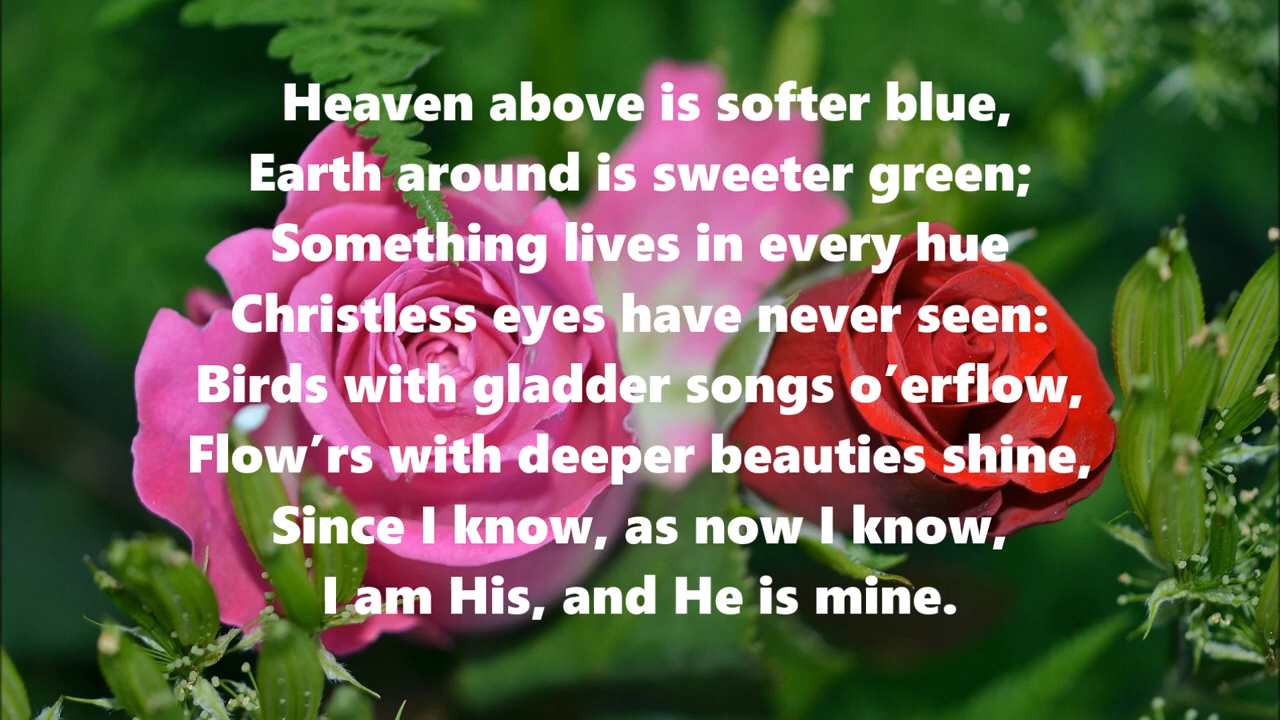 Heaven above is softer blue,
Earth around is sweeter green;
Something lives in every hue
Christless eyes have never seen:
Birds with gladder songs o′erflow,
Flow′rs with deeper beauties shine,
Since I know, as now I know,
I am His, and He is mine.